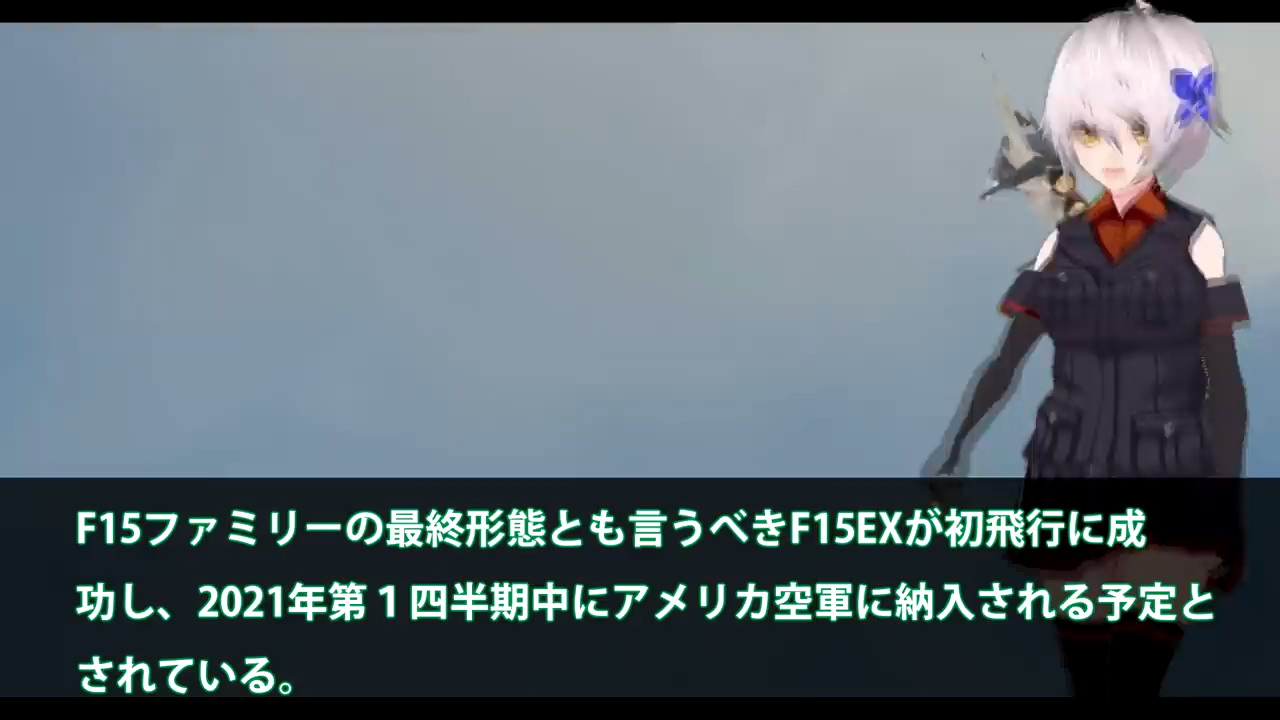 F15ファミリーの最終形態とも言うべきF15EXが初飛行に成
功し、2021年第１四半期中にアメリカ空軍に納入される予定と
されている。